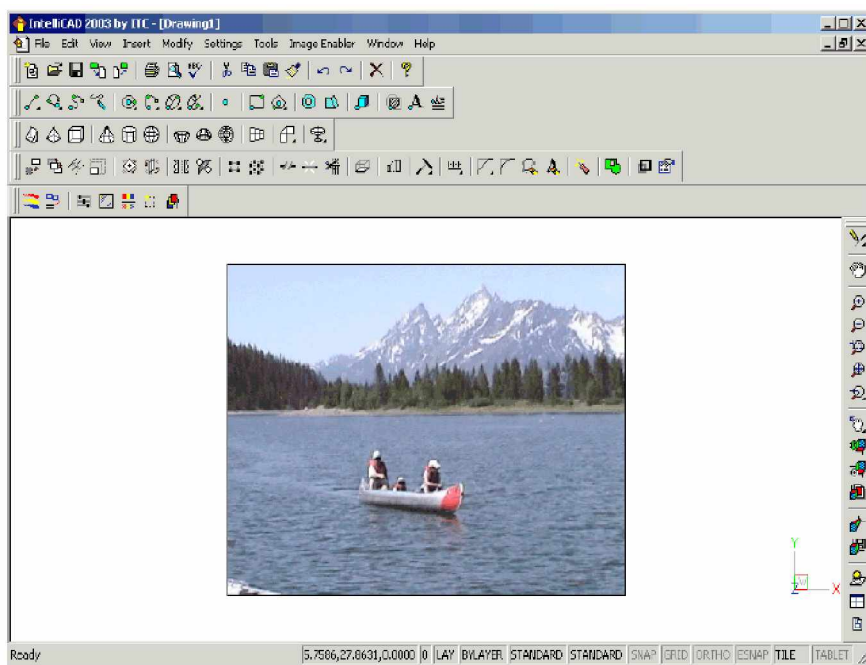 IntelliCAD 2003 by ITC - [Drawing1]
File Edit View Insert Modify Settings Tools Image Enabler Window Help
Y
W
Z X
Ready 5.7586,27.8631,0.0000 0 LAY BYLAYER STANDARD STANDARD SNAP GRID ORTHO ESNAP TILE TABLET